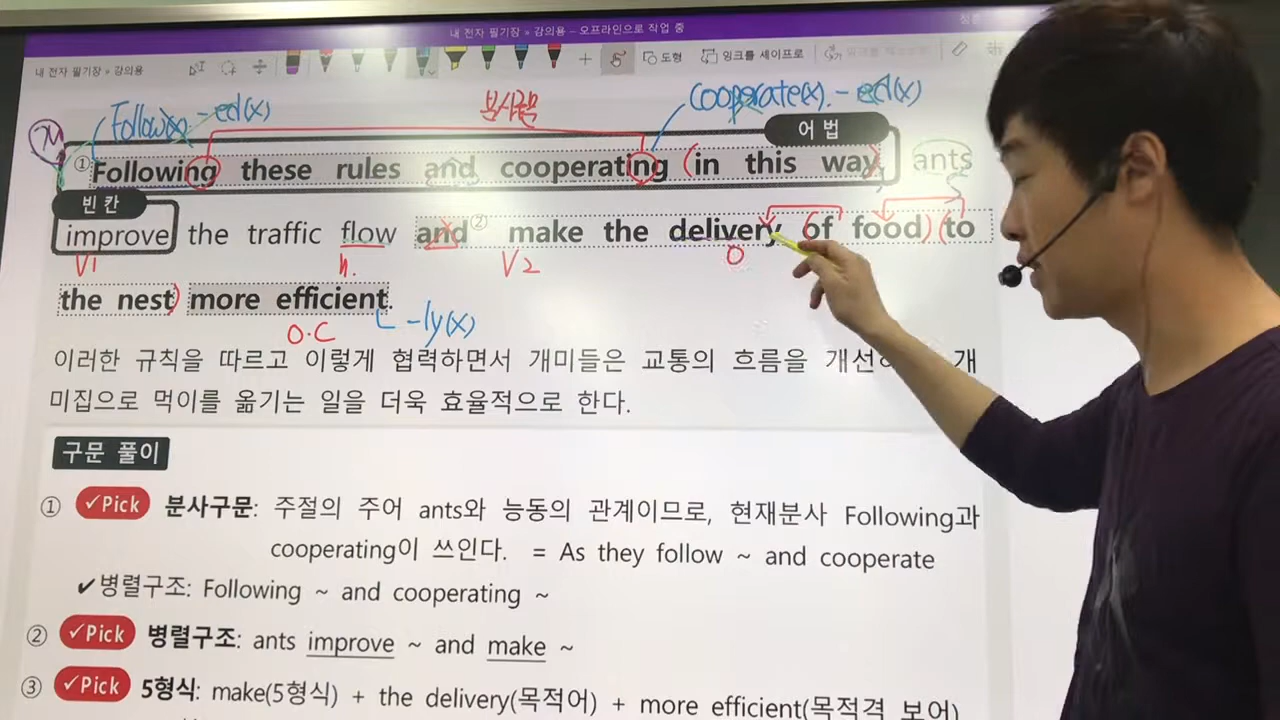 내 전자 필기장 » 강의용 – 오프라인으로 작업 중
내 전자 필기장 » 강의용
도형
잉크를 셰이프로
Follow(x). -ed(x)
분사구문
cooperate(x). -ed(x)
어 법
M
① Following these rules and cooperating (in this way), ants
빈 칸
improve the traffic flow and ② make the delivery (of food) (to
V1
n.
V2
O
S
the nest) more efficient.
O.C
-ly(x)
이러한 규칙을 따르고 이렇게 협력하면서 개미들은 교통의 흐름을 개선하 개
미집으로 먹이를 옮기는 일을 더욱 효율적으로 한다.
구문 풀이
① ✓Pick 분사구문: 주절의 주어 ants와 능동의 관계이므로, 현재분사 Following과
cooperating이 쓰인다. = As they follow ~ and cooperate
✔병렬구조: Following ~ and cooperating ~
② ✓Pick 병렬구조: ants improve ~ and make ~
③ ✓Pick 5형식: make(5형식) + the delivery(목적어) + more efficient(목적격 보어)